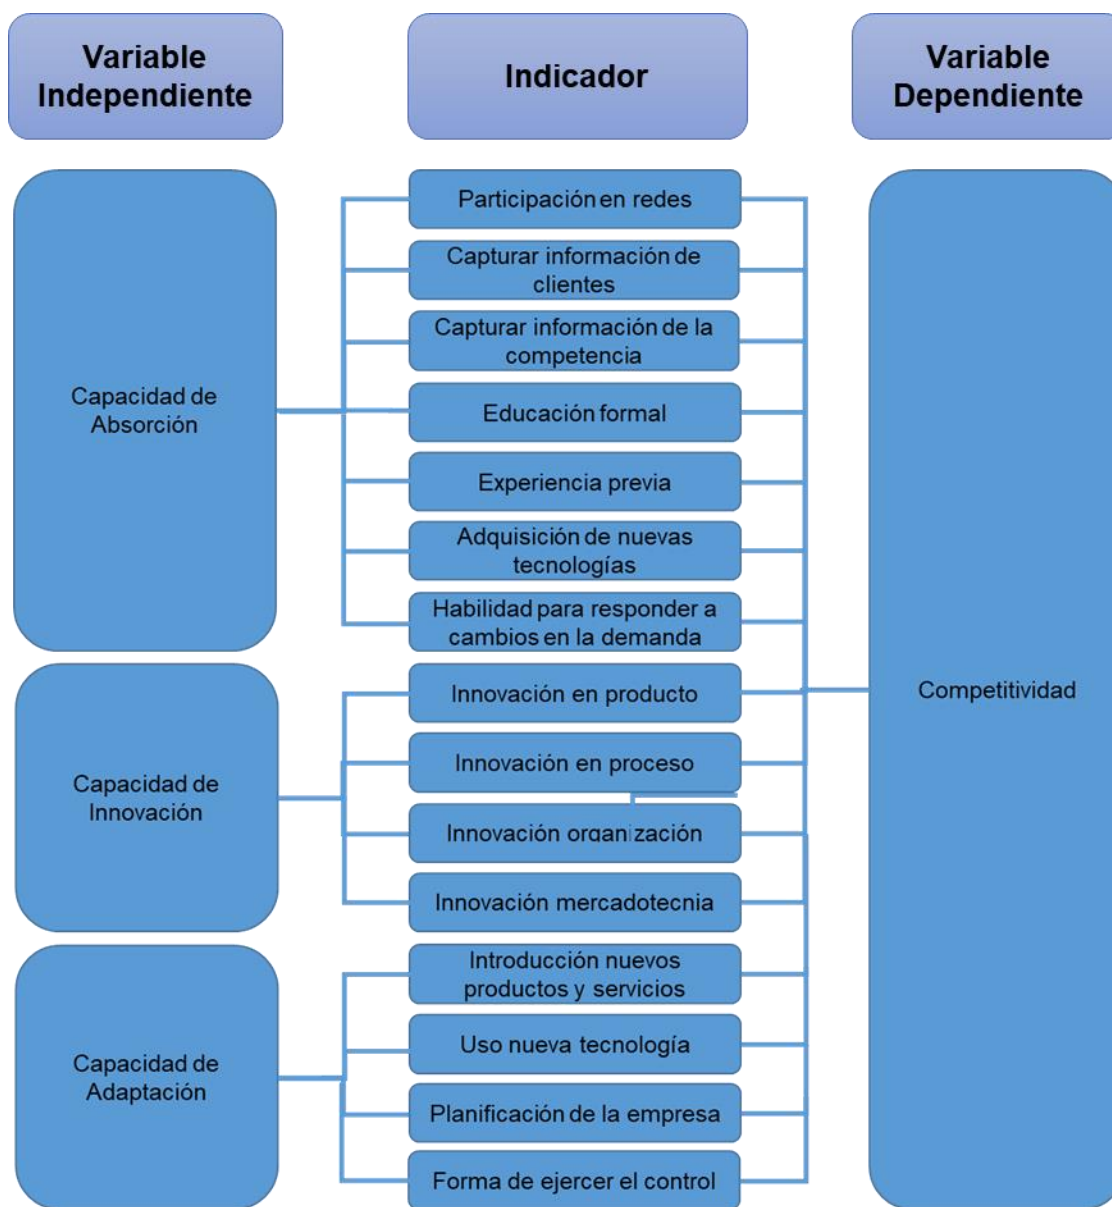 Variable
Independiente
Indicador
Variable
Dependiente
Capacidad de
Absorción
Participación en redes
Capturar información de
clientes
Capturar información de la
competencia
Educación formal
Experiencia previa
Adquisición de nuevas
tecnologías
Habilidad para responder a
cambios en la demanda
Capacidad de
Innovación
Innovación en producto
Innovación en proceso
Innovación organización
Innovación mercadotecnia
Capacidad de
Adaptación
Introducción nuevos
productos y servicios
Uso nueva tecnología
Planificación de la empresa
Forma de ejercer el control
Competitividad